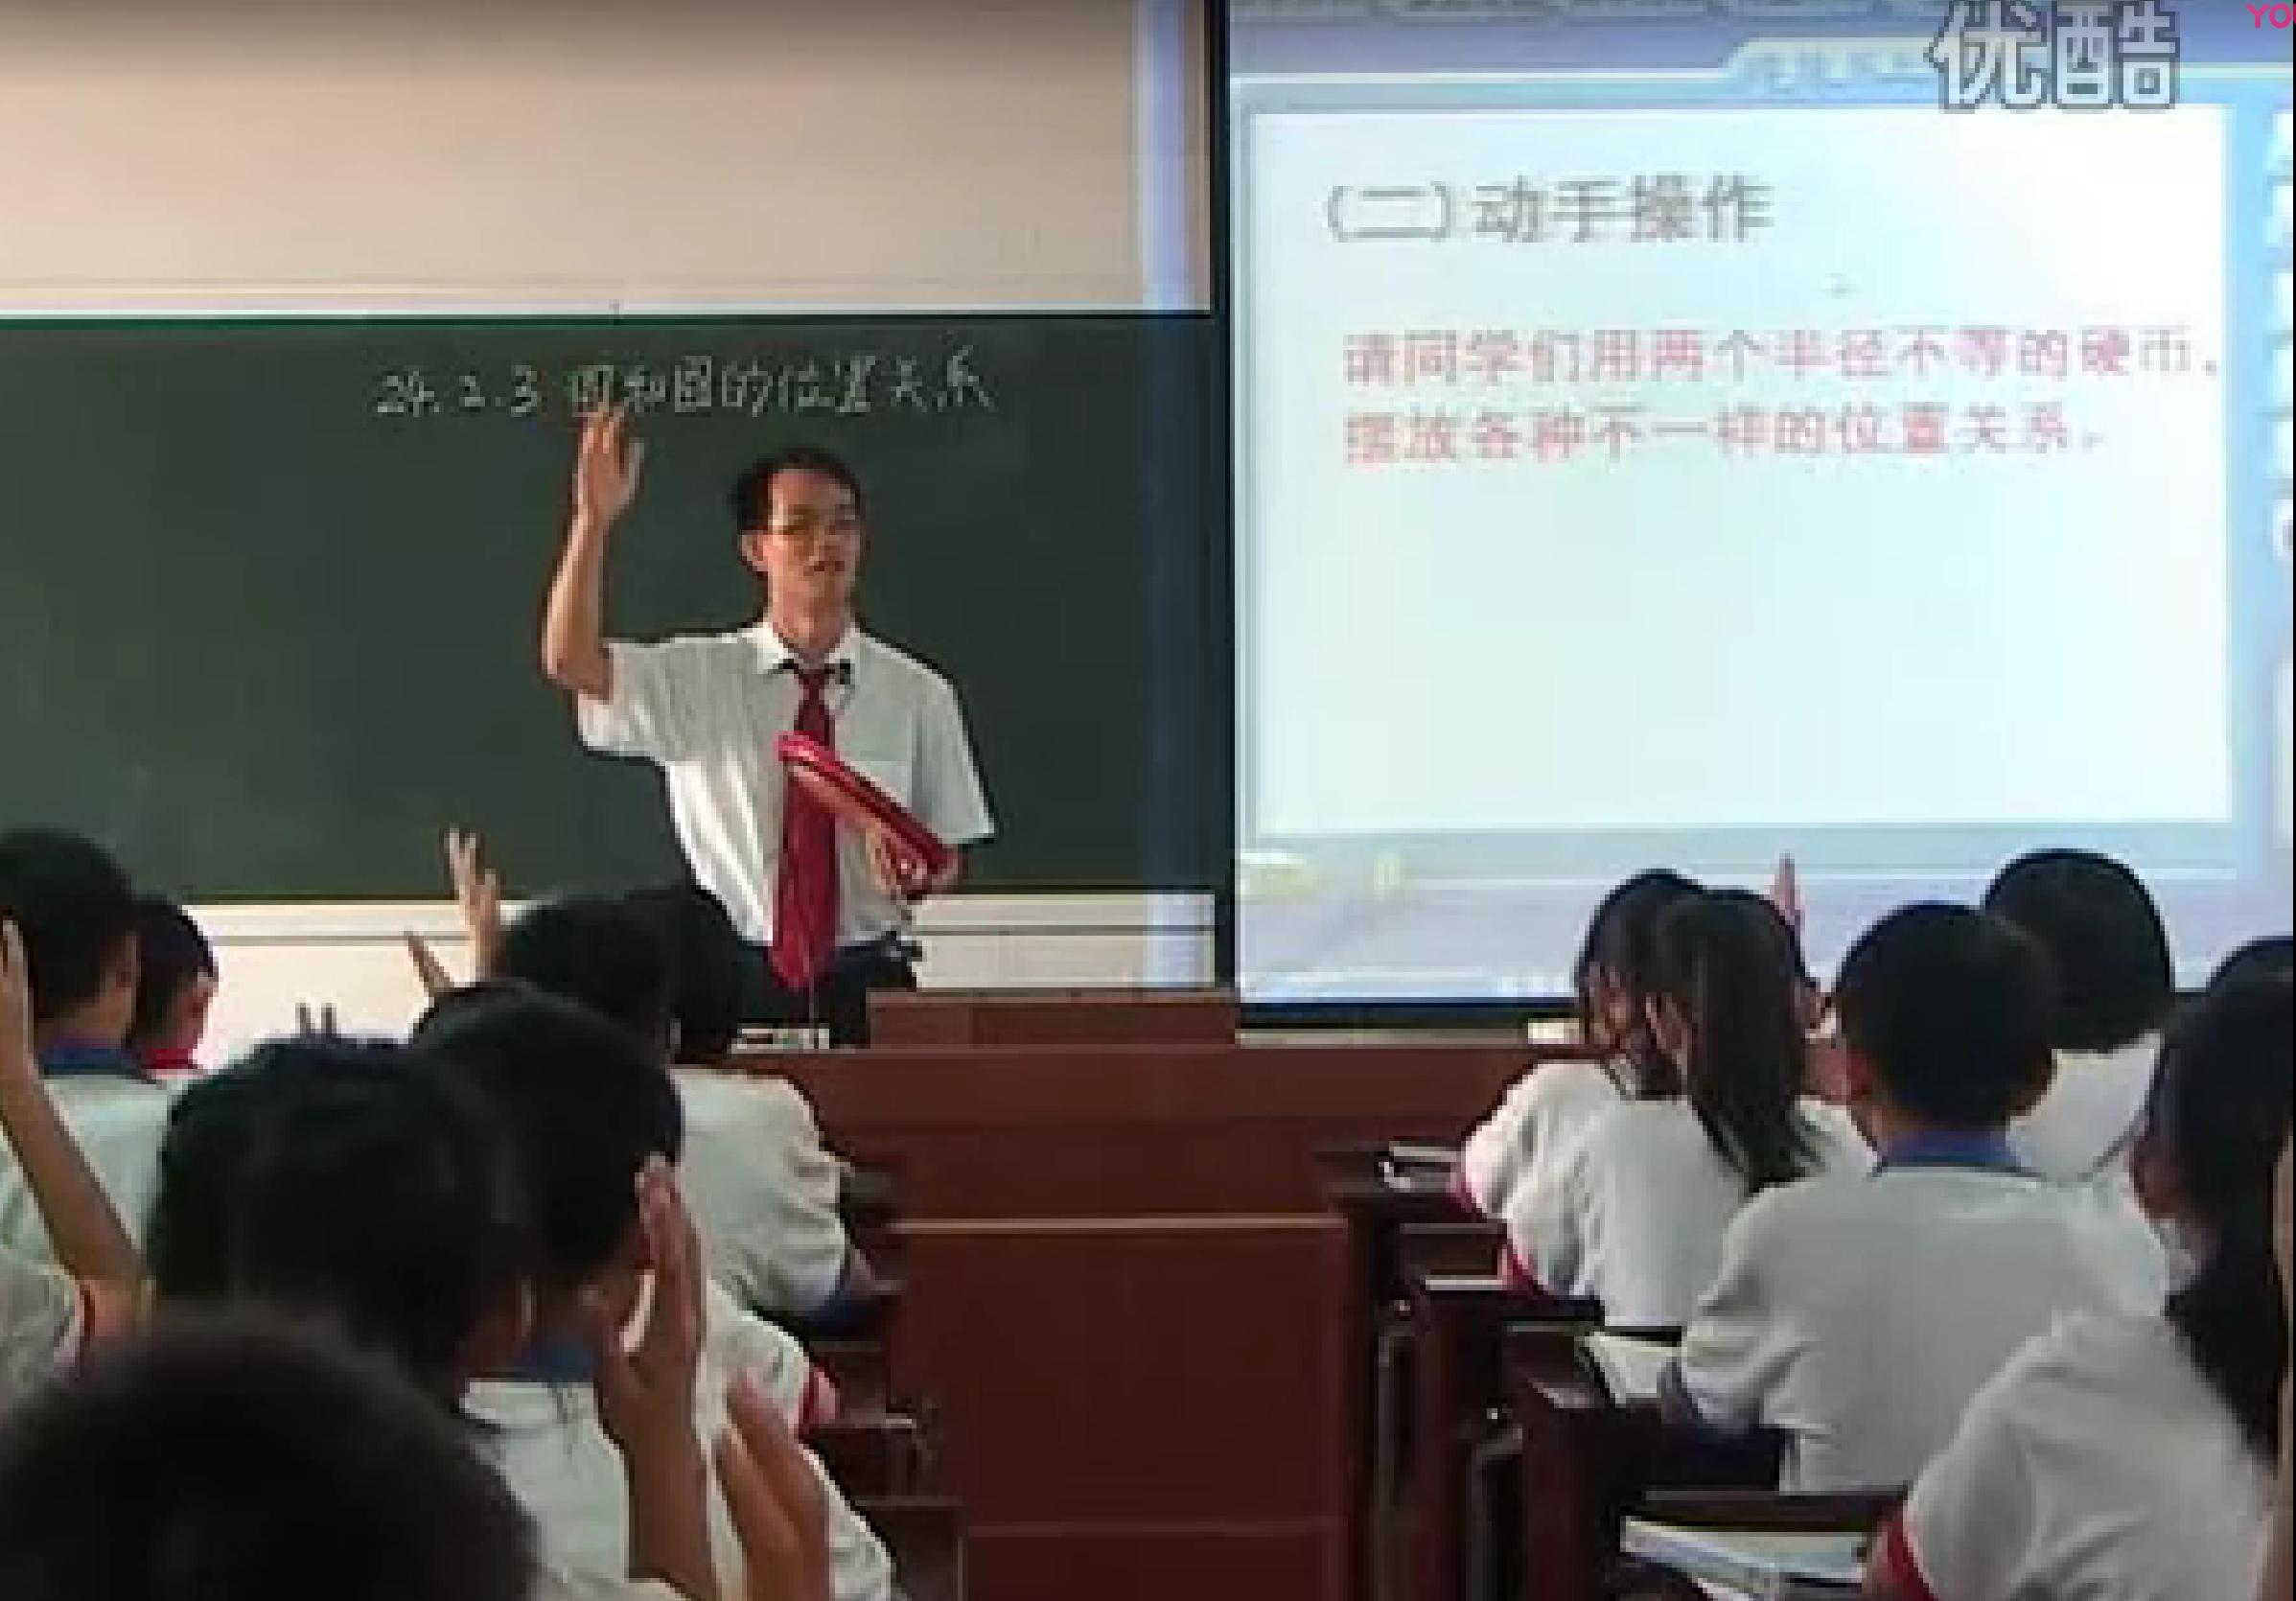 优酷
24.2.3 圆和圆的位置关系
(二)动手操作
请同学们用两个半径不等的硬币,
摆放各种不一样的位置关系。